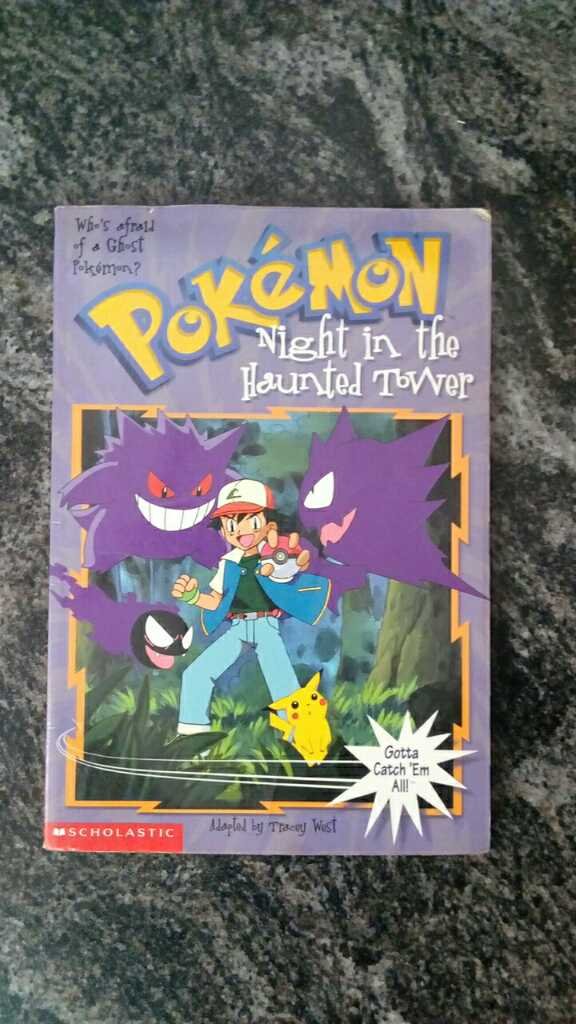 Who's afraid
of a Ghost
Pokémon?
POKéMON
Night in the
Haunted Tower
Gotta
Catch 'Em
All!
SCHOLASTIC
Adapted by Tracey West